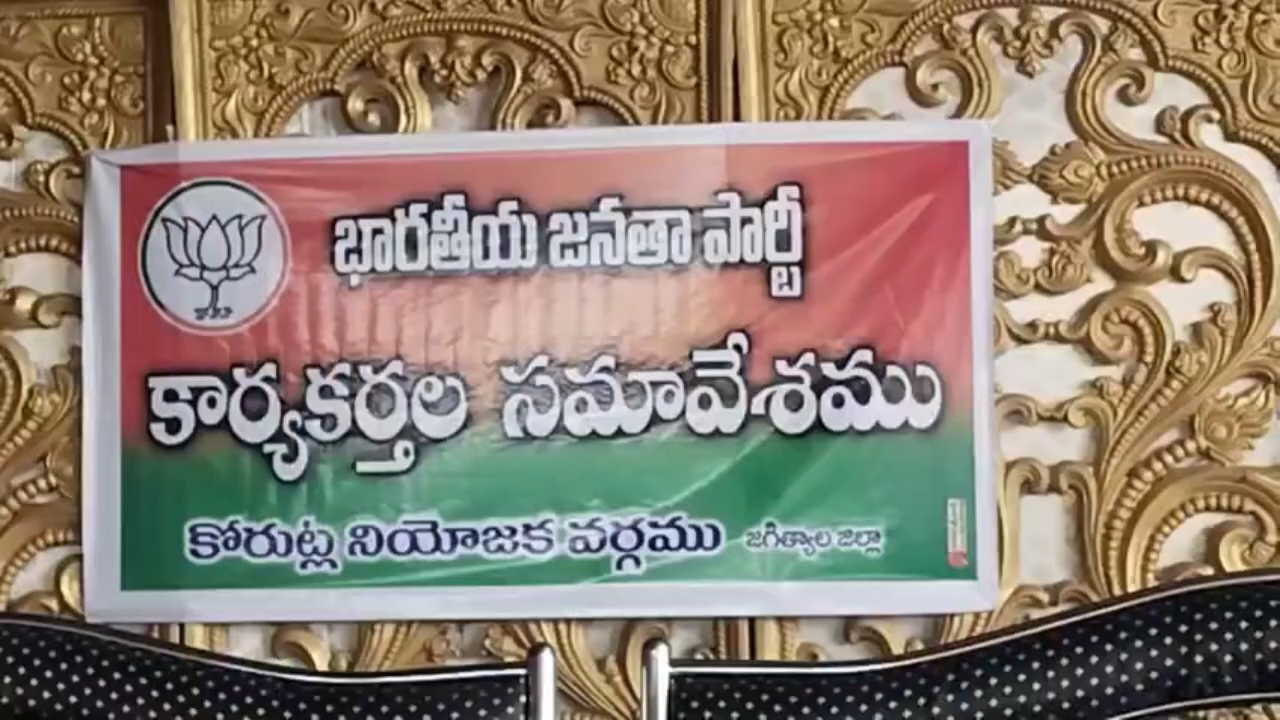 భారతీయ జనతా పార్టీ
కార్యకర్తల సమావేశము
కోరుట్ల నియోజక వర్గము జగిత్యాల జిల్లా